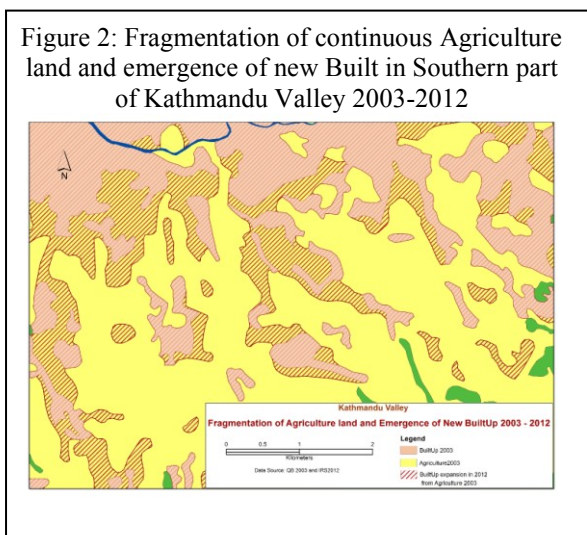 Figure 2: Fragmentation of continuous Agriculture
land and emergence of new Built in Southern part
of Kathmandu Valley 2003-2012
N
Kathmandu Valley
Fragmentation of Agriculture land and Emergence of New BuiltUp 2003 - 2012
0 0.5 1 2
Kilometers
Data Source: QB 2003 and IRS2012
Legend
BuiltUp 2003
Agriculture2003
BuiltUp expansion in 2012
from Agriculture 2003